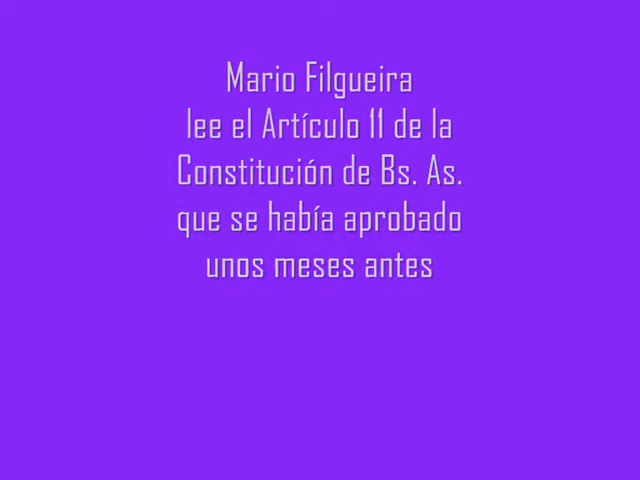 Mario Filgueira
lee el Artículo 11 de la
Constitución de Bs. As.
que se había aprobado
unos meses antes